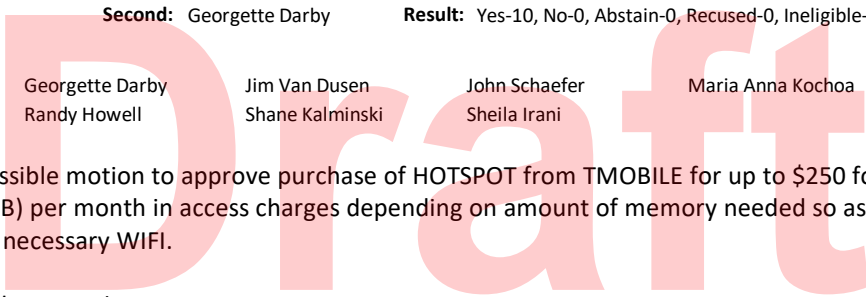 Second: Georgette Darby Result: Yes-10, No-0, Abstain-0, Recused-0, Ineligible-
Georgette Darby Jim Van Dusen John Schaefer Maria Anna Kochoa
Randy Howell Shane Kalminski Sheila Irani
Draft
ssible motion to approve purchase of HOTSPOT from TMOBILE for up to $250 fo
B) per month in access charges depending on amount of memory needed so as
necessary WIFI.